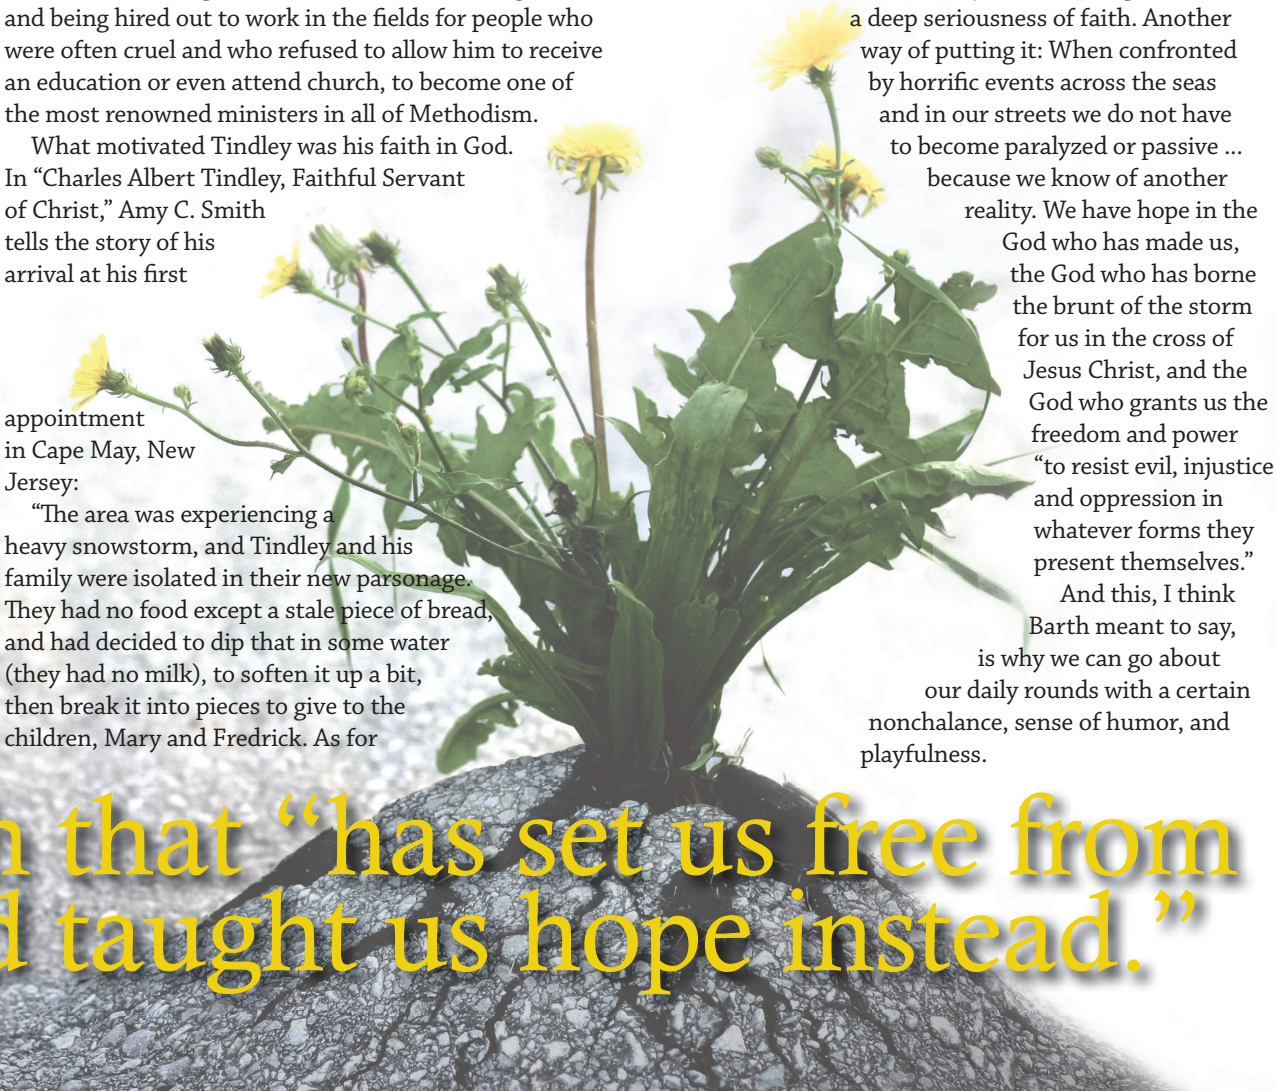 and being hired out to work in the fields for people who
were often cruel and who refused to allow him to receive
an education or even attend church, to become one of
the most renowned ministers in all of Methodism.
What motivated Tindley was his faith in God.
In “Charles Albert Tindley, Faithful Servant
of Christ,” Amy C. Smith
tells the story of his
arrival at his first
appointment
in Cape May, New
Jersey:
“The area was experiencing a
heavy snowstorm, and Tindley and his
family were isolated in their new parsonage.
They had no food except a stale piece of bread,
and had decided to dip that in some water
(they had no milk), to soften it up a bit,
then break it into pieces to give to the
children, Mary and Fredrick. As for
a deep seriousness of faith. Another
way of putting it: When confronted
by horrific events across the seas
and in our streets we do not have
to become paralyzed or passive ...
because we know of another
reality. We have hope in the
God who has made us,
the God who has borne
the brunt of the storm
for us in the cross of
Jesus Christ, and the
God who grants us the
freedom and power
“to resist evil, injustice
and oppression in
whatever forms they
present themselves.”
And this, I think
Barth meant to say,
is why we can go about
our daily rounds with a certain
nonchalance, sense of humor, and
playfulness.
that “has set us free from
taught us hope instead.”